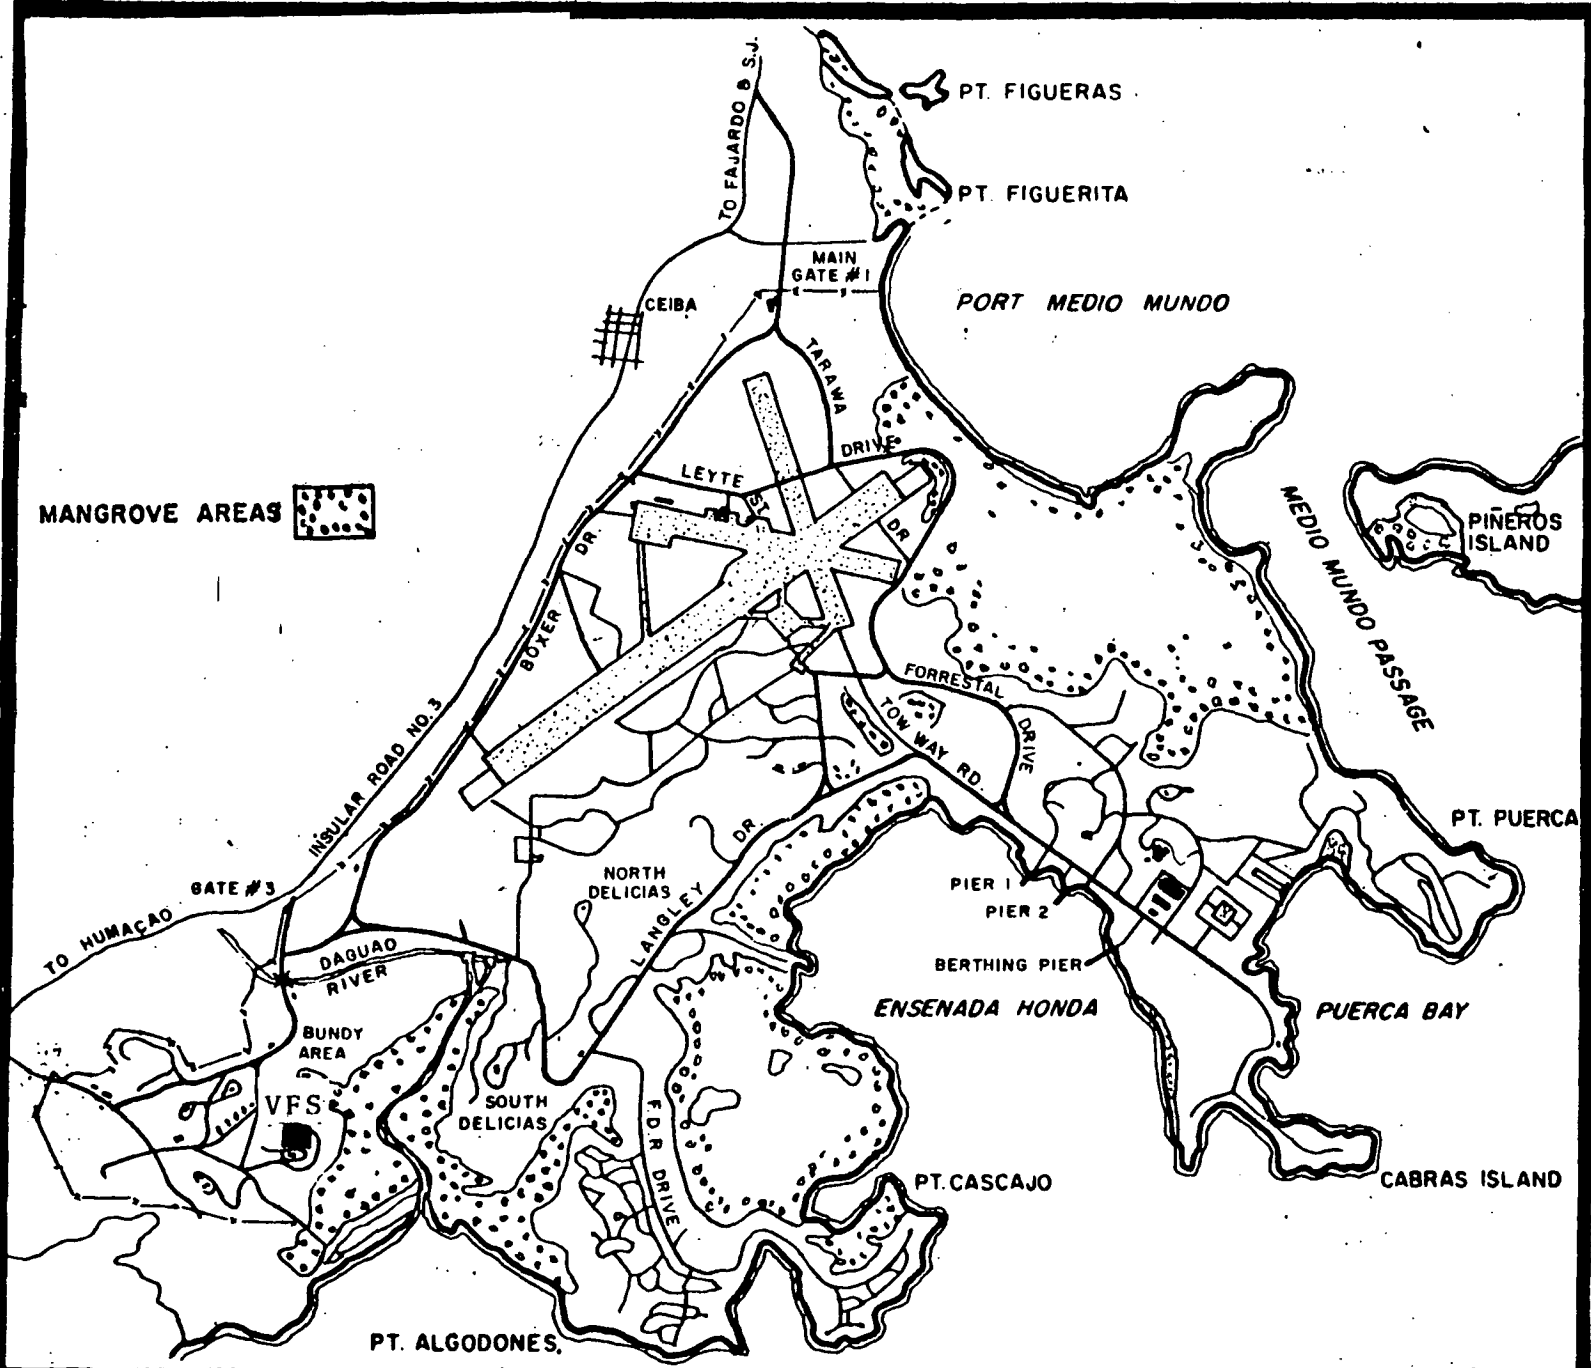 TO FAJARDO & S.J.
PT. FIGUERAS
PT. FIGUERITA
MAIN
GATE #1
CEIBA
PORT MEDIO MUNDO
TARAWA
DRIVE
LEYTE
ST.
MANGROVE AREAS
DR.
DR
BOXER
MEDIO MUNDO PASSAGE
PIÑEROS
ISLAND
FORRESTAL
DRIVE
TOW WAY RD.
INSULAR ROAD NO. 3
PT. PUERCA
GATE #3
NORTH
DELICIAS
LANGLEY
DR.
PIER 1
PIER 2
TO HUMACAO
DAGUAO
RIVER
BERTHING PIER
ENSENADA HONDA
PUERCA BAY
BUNDY
AREA
VFS
SOUTH
DELICIAS
F.D.R DRIVE
PT. CASCAJO
CABRAS ISLAND
PT. ALGODONES